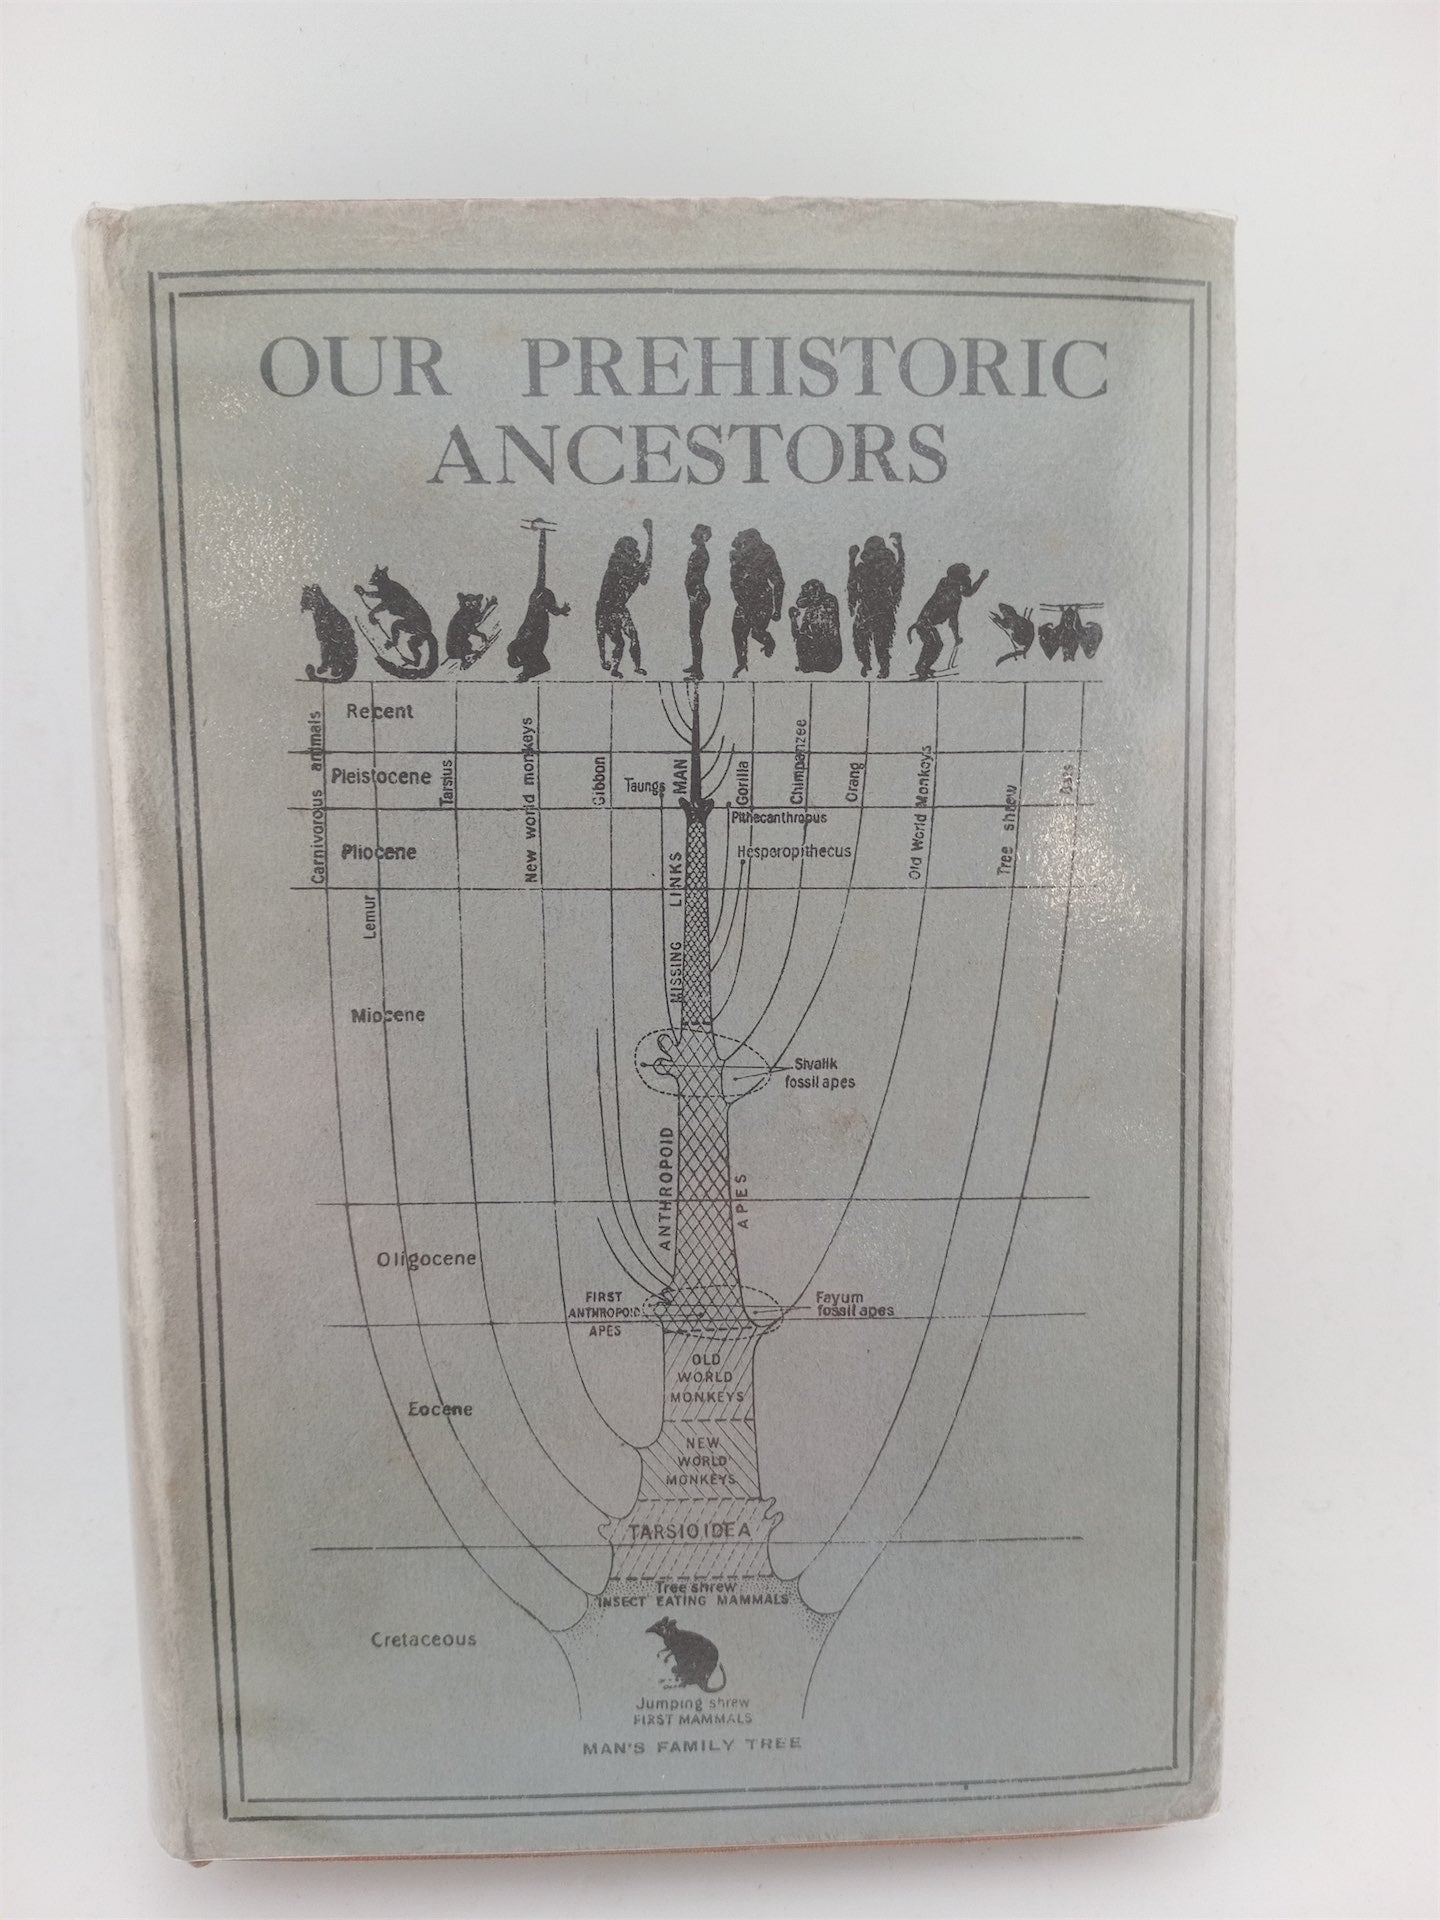 OUR PREHISTORIC
ANCESTORS
Recent
Carnivorous animals
Pleistocene
Tarsius
New world monkeys
Gibbon
Taungs
MAN
Gorilla
Chimpanzee
Orang
Old World Monkeys
Tree shrew
Bats
Pithecanthropus
Pliocene
Hesperopithecus
Lemur
MISSING LINKS
Miocene
Sivalik
fossil apes
ANTHROPOID
APES
Oligocene
FIRST
ANTHROPOID
APES
Fayum
fossil apes
OLD
WORLD
MONKEYS
Eocene
NEW
WORLD
MONKEYS
TARSIOIDEA
Tree shrew
INSECT EATING MAMMALS
Cretaceous
Jumping shrew
FIRST MAMMALS
MAN'S FAMILY TREE